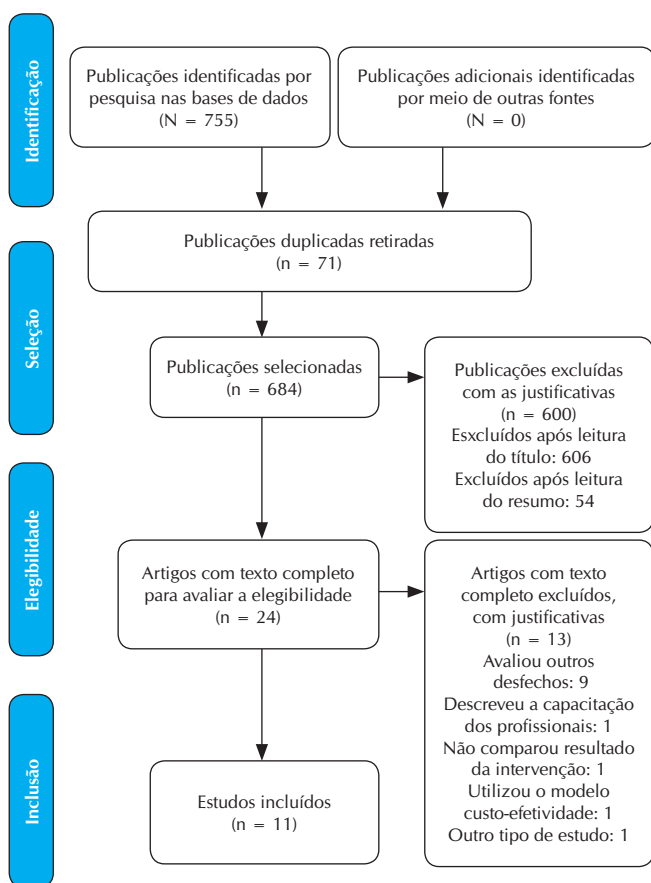 Identificação
Publicações identificadas por
pesquisa nas bases de dados
(N = 755)
Publicações adicionais identificadas
por meio de outras fontes
(N = 0)
Publicações duplicadas retiradas
(n = 71)
Seleção
Publicações selecionadas
(n = 684)
Publicações excluídas
com as justificativas
(n = 600)
Esxcluídos após leitura
do título: 606
Excluídos após leitura
do resumo: 54
Elegibilidade
Artigos com texto completo
para avaliar a elegibilidade
(n = 24)
Artigos com texto
completo excluídos,
com justificativas
(n = 13)
Avaliou outros
desfechos: 9
Descreveu a capacitação
dos profissionais: 1
Não comparou resultado
da intervenção: 1
Utilizou o modelo
custo-efetividade: 1
Outro tipo de estudo: 1
Inclusão
Estudos incluídos
(n = 11)